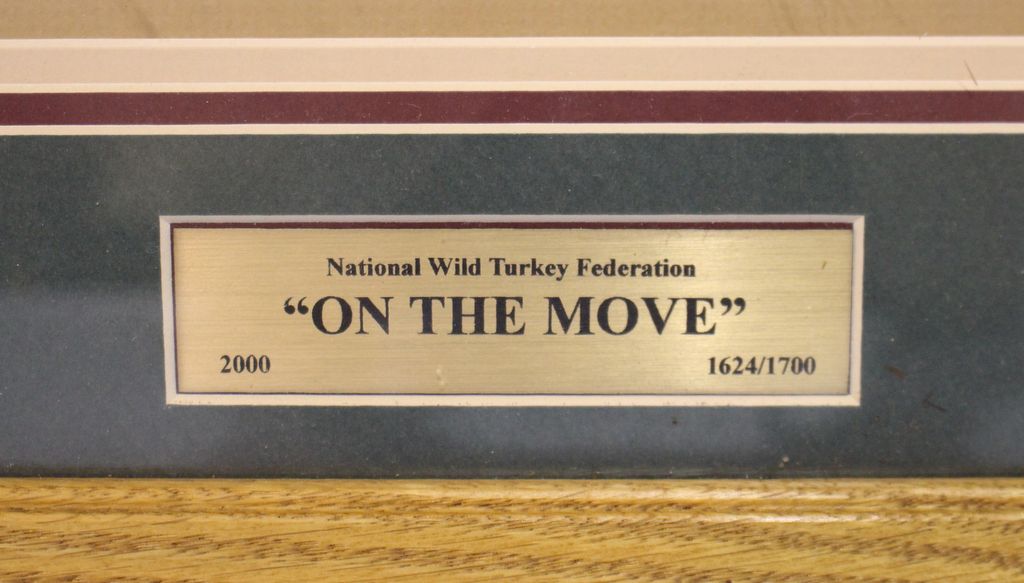 National Wild Turkey Federation
“ON THE MOVE”
2000 1624/1700